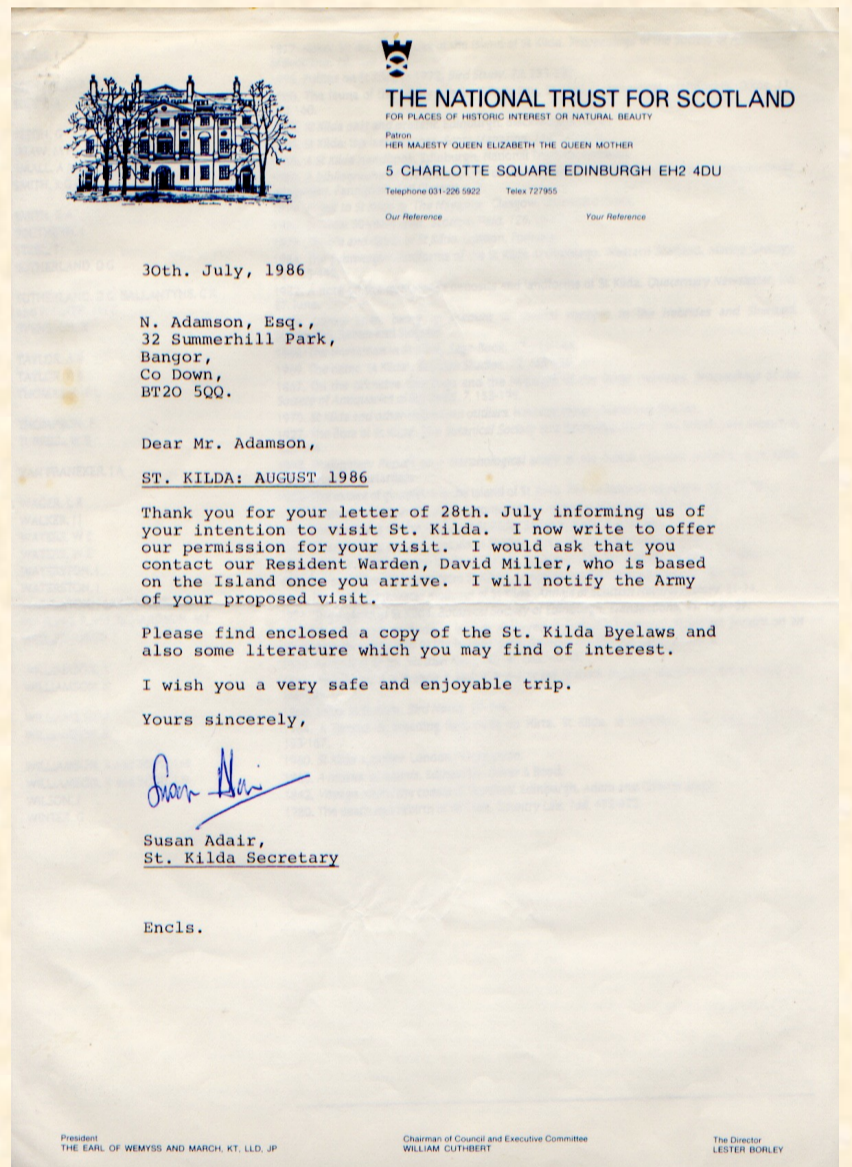 THE NATIONAL TRUST FOR SCOTLAND
FOR PLACES OF HISTORIC INTEREST OR NATURAL BEAUTY
Patron
HER MAJESTY QUEEN ELIZABETH THE QUEEN MOTHER
5 CHARLOTTE SQUARE EDINBURGH EH2 4DU
Telephone 031-226 5922 Telex 727955
Our Reference Your Reference
30th. July, 1986
N. Adamson, Esq.,
32 Summerhill Park,
Bangor,
Co Down,
BT20 5QQ.
Dear Mr. Adamson,
ST. KILDA: AUGUST 1986
Thank you for your letter of 28th. July informing us of
your intention to visit St. Kilda. I now write to offer
our permission for your visit. I would ask that you
contact our Resident Warden, David Miller, who is based
on the Island once you arrive. I will notify the Army
of your proposed visit.
Please find enclosed a copy of the St. Kilda Byelaws and
also some literature which you may find of interest.
I wish you a very safe and enjoyable trip.
Yours sincerely,
Susan Adair
Susan Adair,
St. Kilda Secretary
Encls.
President
THE EARL OF WEMYSS AND MARCH, KT, LLD, JP
Chairman of Council and Executive Committee
WILLIAM CUTHBERT
The Director
LESTER BORLEY